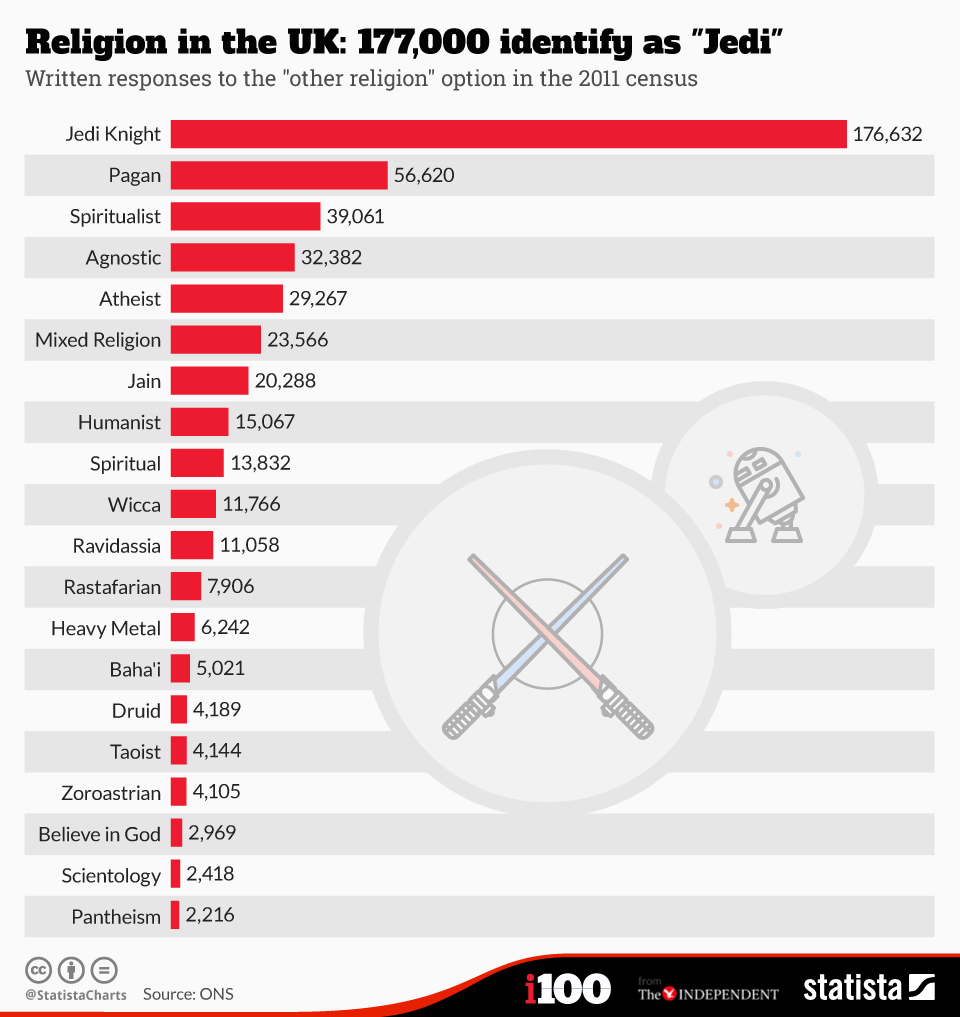 Religion in the UK: 177,000 identify as "Jedi"
Written responses to the "other religion" option in the 2011 census
Jedi Knight 176,632
Pagan 56,620
Spiritualist 39,061
Agnostic 32,382
Atheist 29,267
Mixed Religion 23,566
Jain 20,288
Humanist 15,067
Spiritual 13,832
Wicca 11,766
Ravidassia 11,058
Rastafarian 7,906
Heavy Metal 6,242
Baha'i 5,021
Druid 4,189
Taoist 4,144
Zoroastrian 4,105
Believe in God 2,969
Scientology 2,418
Pantheism 2,216
cc
@StatistaCharts Source: ONS
i100
from
The INDEPENDENT
statista